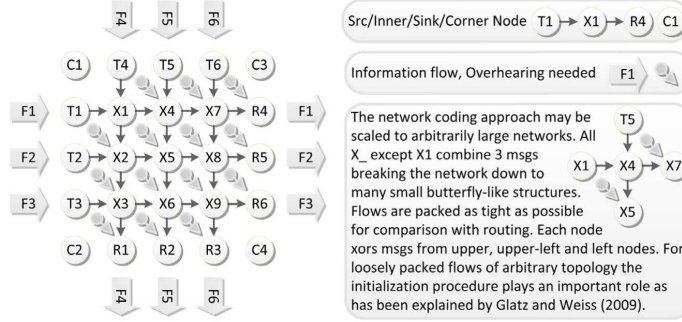 F4 F5 F6
C1 T4 T5 T6 C3
F1 T1 X1 X4 X7 R4 F1
F2 T2 X2 X5 X8 R5 F2
F3 T3 X3 X6 X9 R6 F3
C2 R1 R2 R3 C4
F4 F5 F6
Src/Inner/Sink/Corner Node T1 X1 R4 C1
Information flow, Overhearing needed F1
The network coding approach may be
scaled to arbitrarily large networks. All
X_ except X1 combine 3 msgs
breaking the network down to
many small butterfly-like structures.
Flows are packed as tight as possible
for comparison with routing. Each node
xors msgs from upper, upper-left and left nodes. For
loosely packed flows of arbitrary topology the
initialization procedure plays an important role as
has been explained by Glatz and Weiss (2009).
T5
X1 X4 X7
X5